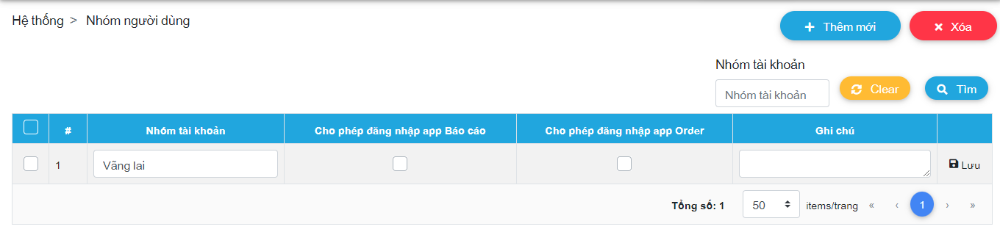 Hệ thống > Nhóm người dùng
Thêm mới
Xóa
Nhóm tài khoản
Nhóm tài khoản
Clear
Tìm
# Nhóm tài khoản Cho phép đăng nhập app Báo cáo Cho phép đăng nhập app Order Ghi chú
1 Vãng lai Lưu
Tổng số: 1 50 items/trang « ‹ 1 › »